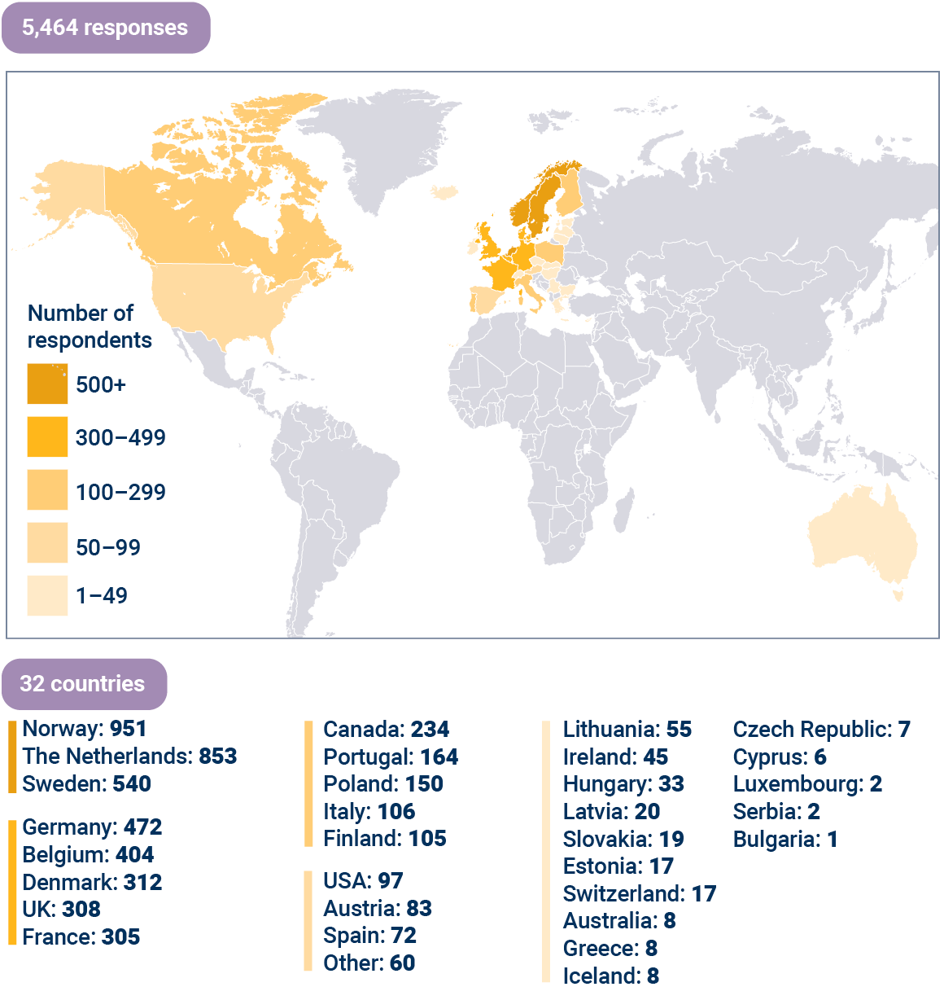 5,464 responses
Number of
respondents
500+
300–499
100–299
50–99
1–49
32 countries
Norway: 951
The Netherlands: 853
Sweden: 540
Germany: 472
Belgium: 404
Denmark: 312
UK: 308
France: 305
Canada: 234
Portugal: 164
Poland: 150
Italy: 106
Finland: 105
USA: 97
Austria: 83
Spain: 72
Other: 60
Lithuania: 55
Ireland: 45
Hungary: 33
Latvia: 20
Slovakia: 19
Estonia: 17
Switzerland: 17
Australia: 8
Greece: 8
Iceland: 8
Czech Republic: 7
Cyprus: 6
Luxembourg: 2
Serbia: 2
Bulgaria: 1